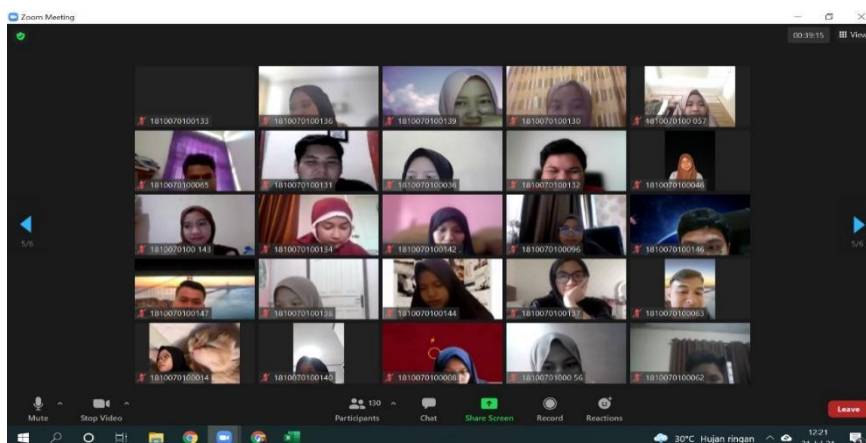 Zoom Meeting
00:39:15 View
1810070100133 1810070100136 1810070100139 1810070100130 1810070100 057
1810070100065 1810070100131 1810070100036 1810070100132 1810070100046
1810070100 143 1810070100134 1810070100142 1810070100096 1810070100146
5/6 5/6
1810070100147 1810070100138 1810070100144 1810070100137 1810070100063
1810070100014 1810070100140 1810070100 56 1810070100062
130
Mute Stop Video Participants Chat Share Screen Record Reactions Leave
30°C Hujan ringan 12:21